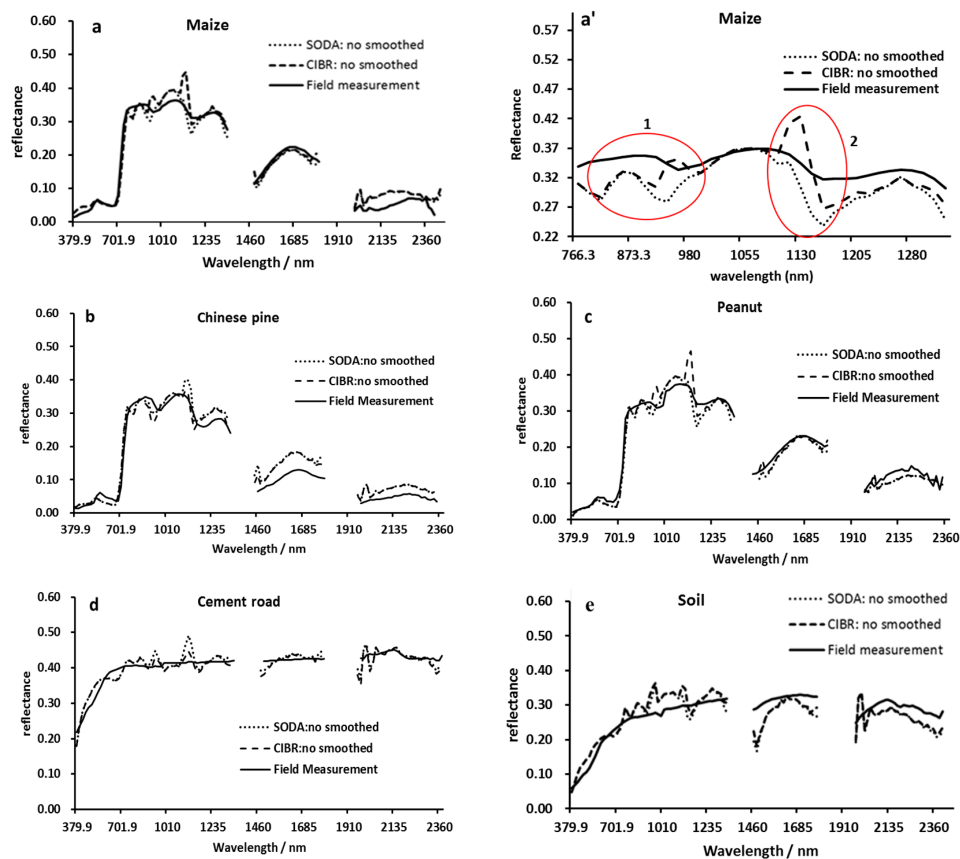 a
Maize
SODA: no smoothed
CIBR: no smoothed
Field measurement
reflectance
0.60
0.50
0.40
0.30
0.20
0.10
0.00
379.9 701.9 1010 1235 1460 1685 1910 2135 2360
Wavelength / nm
a'
Maize
SODA: no smoothed
CIBR: no smoothed
Field measurement
Reflectance
0.57
0.52
0.47
0.42
0.37
0.32
0.27
0.22
1
2
766.3 873.3 980 1055 1130 1205 1280
wavelength (nm)
b
Chinese pine
SODA:no smoothed
CIBR:no smoothed
Field Measurement
reflectance
0.60
0.50
0.40
0.30
0.20
0.10
0.00
379.9 701.9 1010 1235 1460 1685 1910 2135 2360
Wavelength / nm
c
Peanut
SODA:no smoothed
CIBR:no smoothed
Field Measurement
reflectance
0.60
0.50
0.40
0.30
0.20
0.10
0.00
379.9 701.9 1010 1235 1460 1685 1910 2135 2360
Wavelength / nm
d
Cement road
SODA:no smoothed
CIBR:no smoothed
Field Measurement
reflectance
0.60
0.50
0.40
0.30
0.20
0.10
0.00
379.9 701.9 1010 1235 1460 1685 1910 2135 2360
Wavelength / nm
e
Soil
SODA: no smoothed
CIBR: no smoothed
Field measurement
reflectance
0.60
0.50
0.40
0.30
0.20
0.10
0.00
379.9 701.9 1010 1235 1460 1685 1910 2135 2360
Wavelength / nm